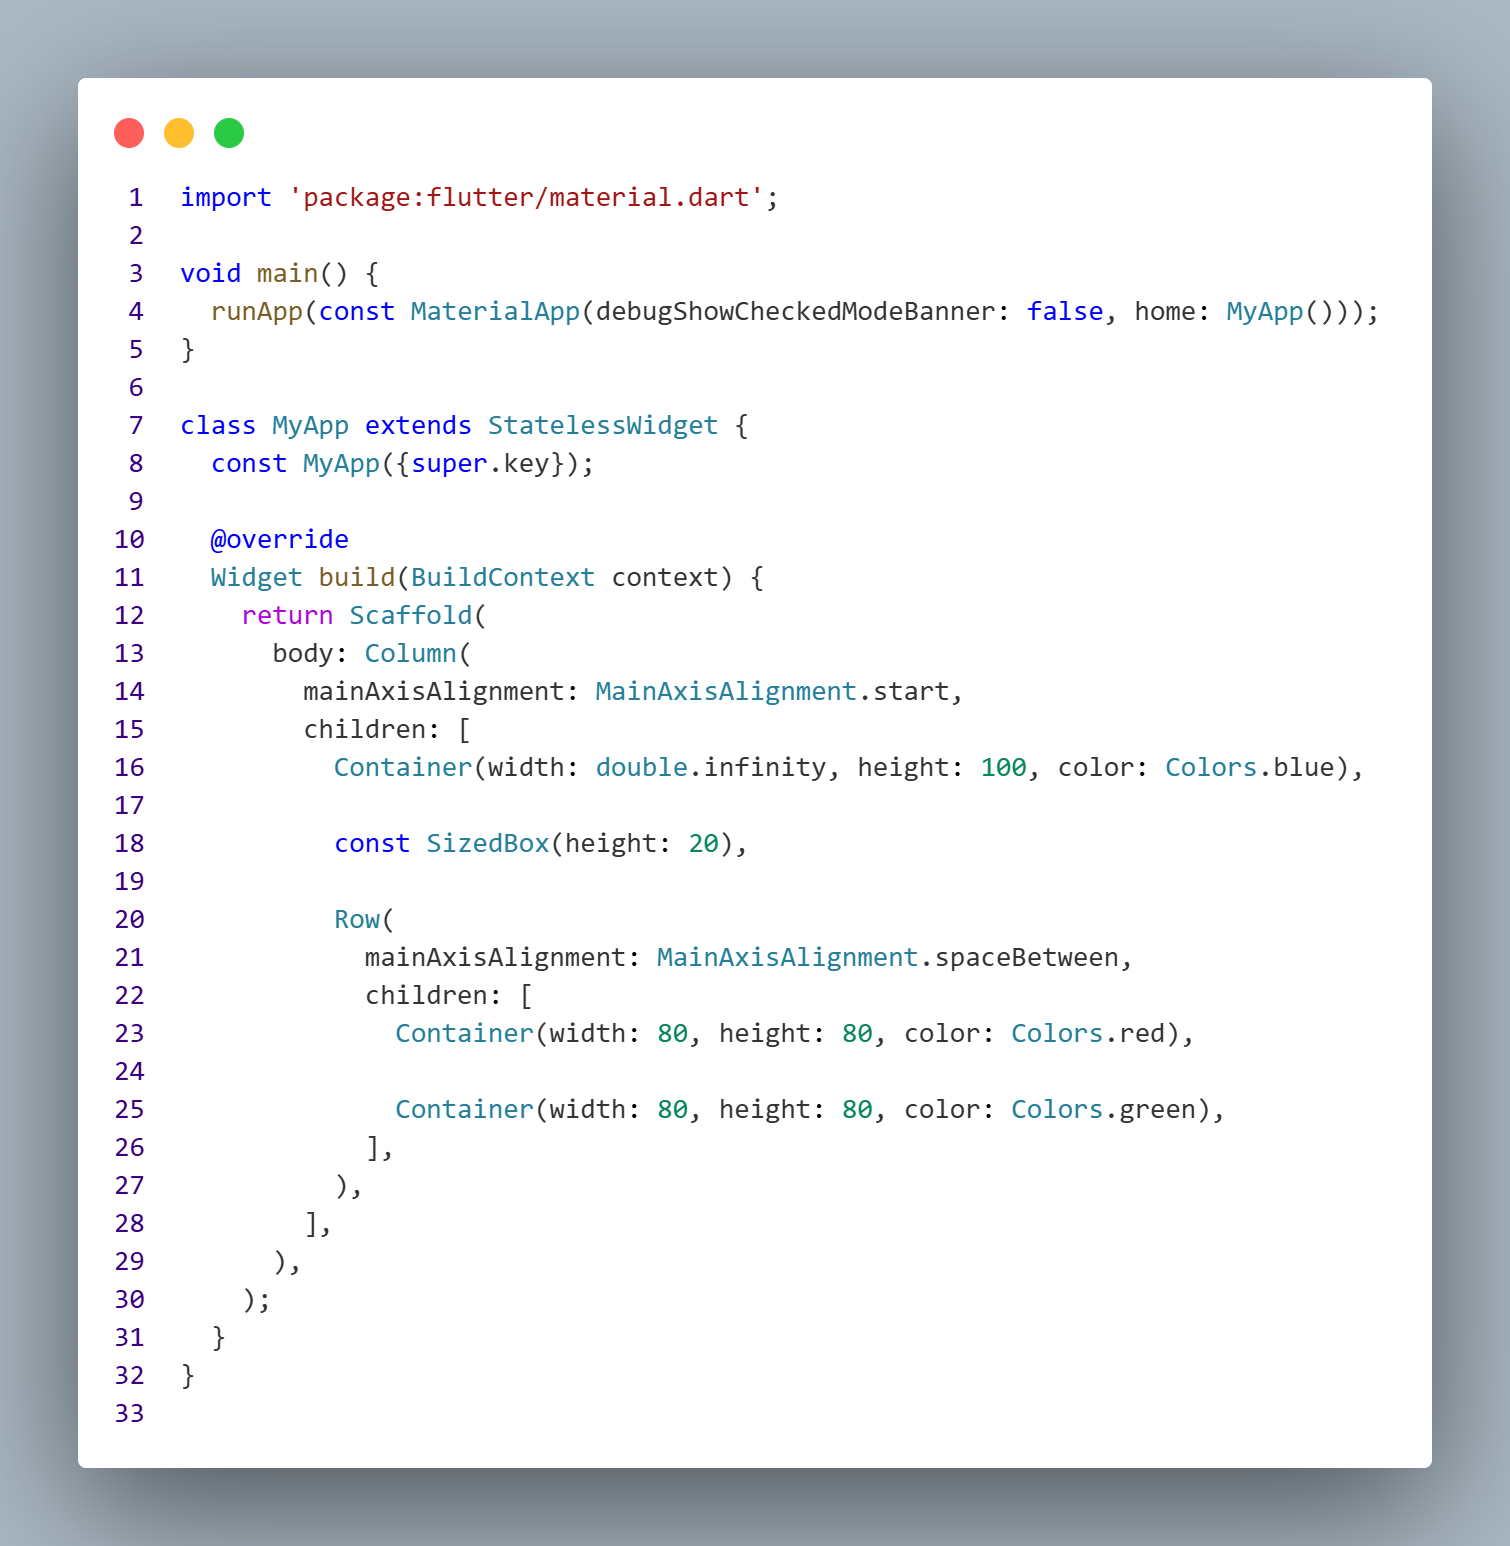 1 import 'package:flutter/material.dart';
2
3 void main() {
4   runApp(const MaterialApp(debugShowCheckedModeBanner: false, home: MyApp()));
5 }
6
7 class MyApp extends StatelessWidget {
8   const MyApp({super.key});
9
10   @override
11   Widget build(BuildContext context) {
12     return Scaffold(
13       body: Column(
14         mainAxisAlignment: MainAxisAlignment.start,
15         children: [
16           Container(width: double.infinity, height: 100, color: Colors.blue),
17
18           const SizedBox(height: 20),
19
20           Row(
21             mainAxisAlignment: MainAxisAlignment.spaceBetween,
22             children: [
23               Container(width: 80, height: 80, color: Colors.red),
24
25               Container(width: 80, height: 80, color: Colors.green),
26             ],
27           ),
28         ],
29       ),
30     );
31   }
32 }
33